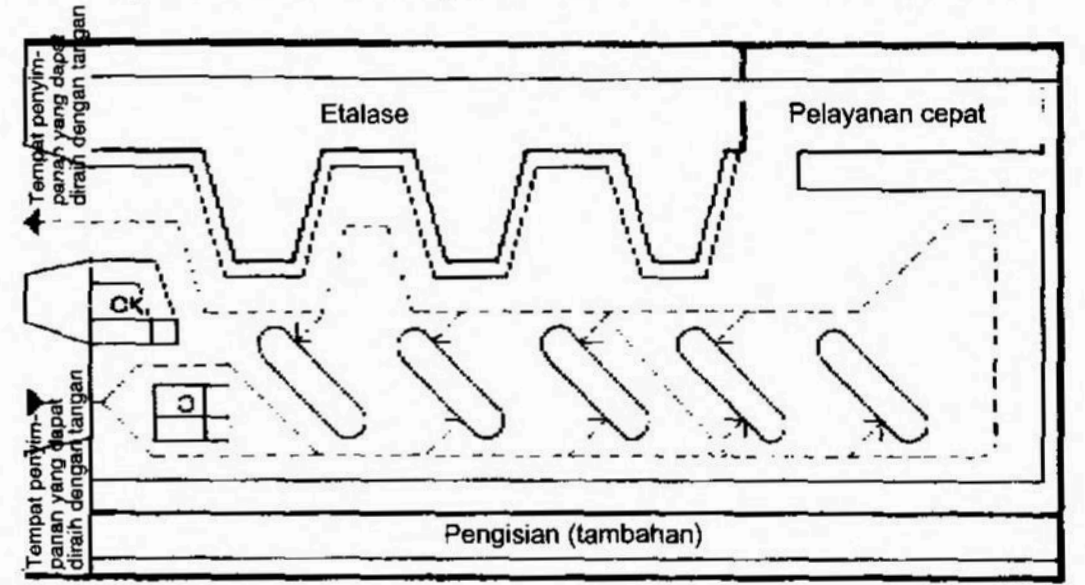 Tempat penyim-
panan yang dapat
diraih dengan tangan
Etalase
Pelayanan cepat
CK
Tempat penyim-
panan yang dapat
diraih dengan tangan
Pengisian (tambahan)